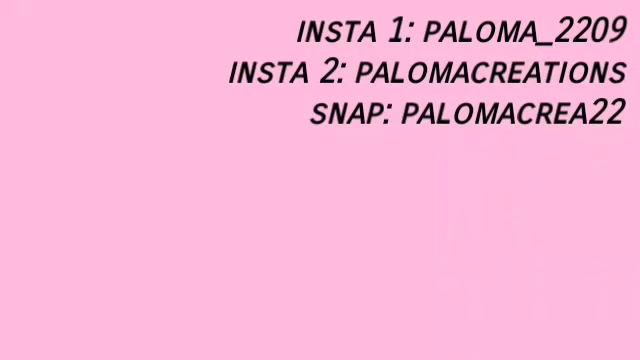 INSTA 1: PALOMA_2209
INSTA 2: PALOMACREATIONS
SNAP: PALOMACREA22